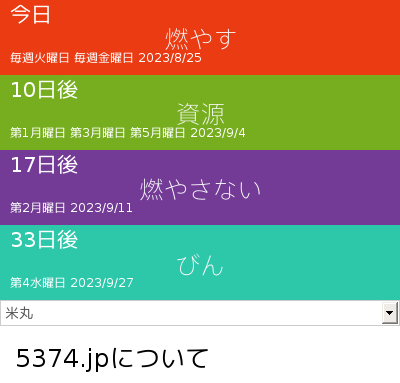 今日
燃やす
毎週火曜日 毎週金曜日 2023/8/25
10日後
資源
第1月曜日 第3月曜日 第5月曜日 2023/9/4
17日後
燃やさない
第2月曜日 2023/9/11
33日後
びん
第4水曜日 2023/9/27
米丸
5374.jpについて